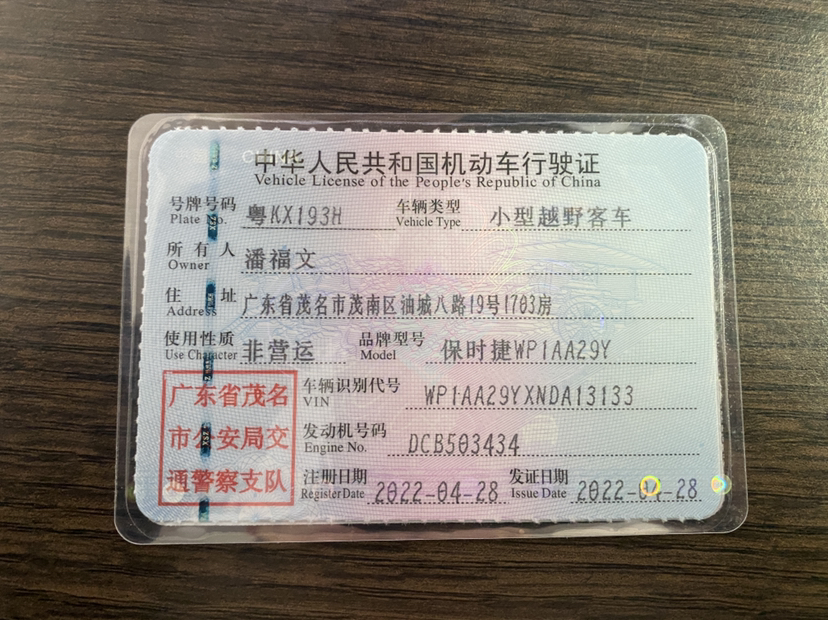 中华人民共和国机动车行驶证
Vehicle License of the People's Republic of China
号牌号码 粤KX193H 车辆类型 小型越野客车
Plate No. Vehicle Type
所有人 潘福文
Owner
住址 广东省茂名市茂南区油城八路19号1703房
Address
使用性质 非营运 品牌型号 保时捷WP1AA29Y
Use Character Model
车辆识别代号 WP1AA29YXNDA13133
VIN
发动机号码 DCB503434
Engine No.
注册日期 2022-04-28 发证日期 2022-04-28
Register Date Issue Date
广东省茂名
市公安局交
通警察支队